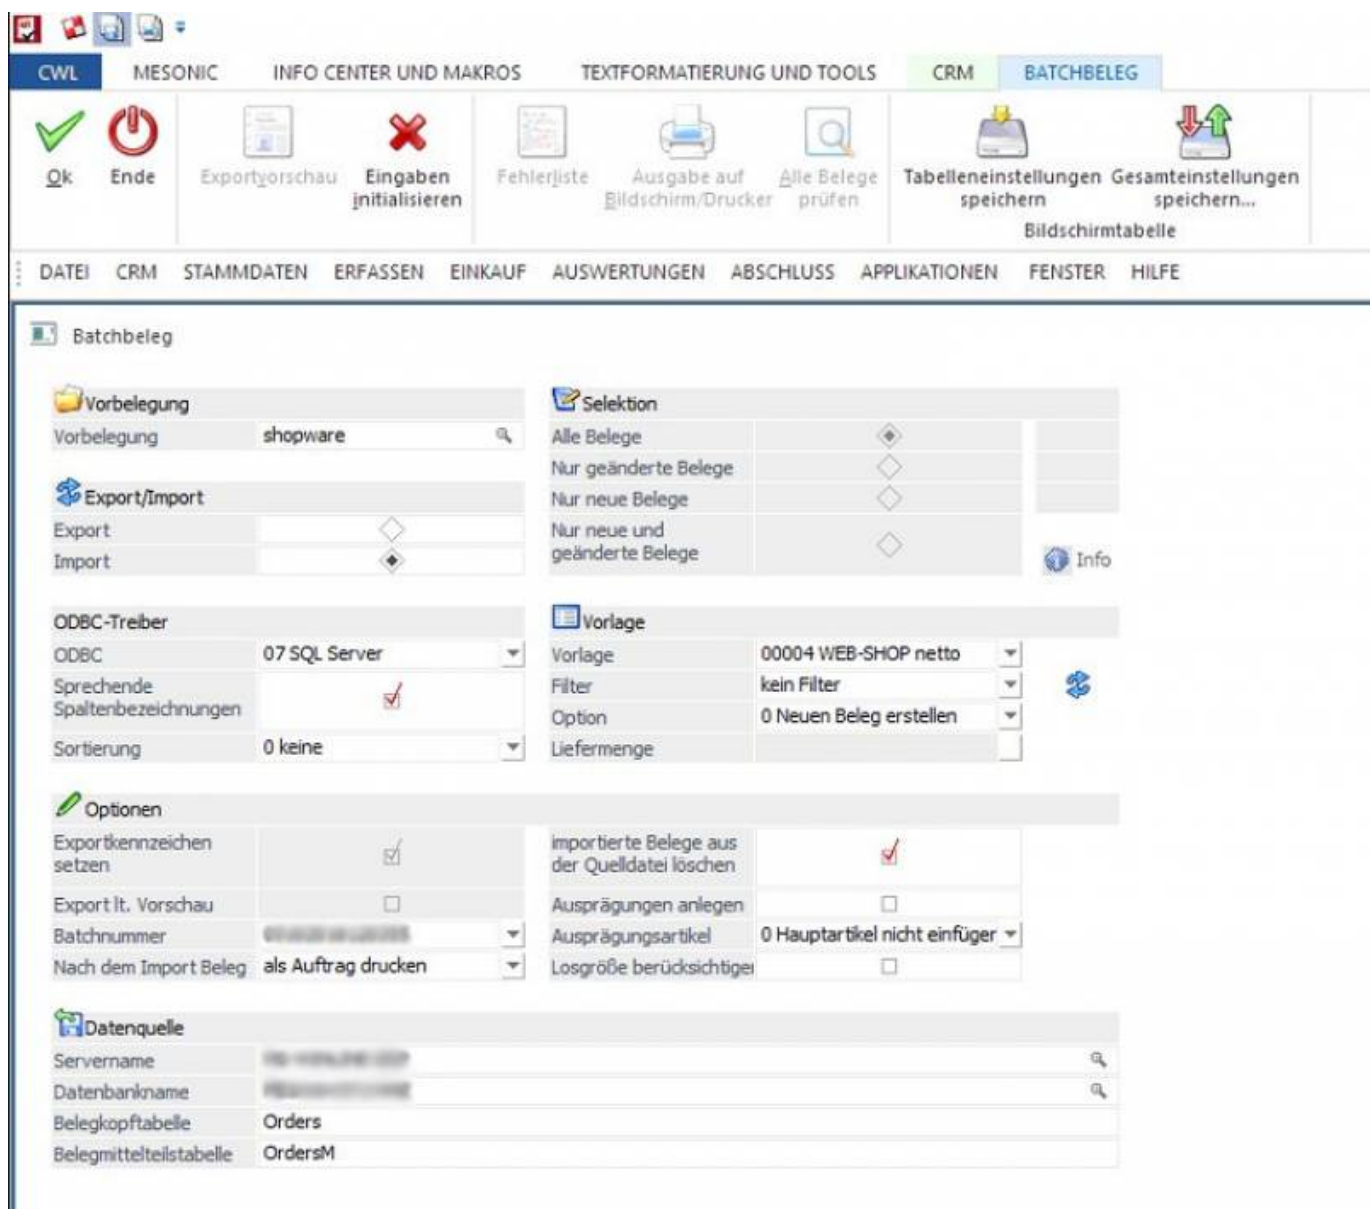 CWL MESONIC INFO CENTER UND MAKROS TEXTFORMATIERUNG UND TOOLS CRM BATCHBELEG
Ok Ende Exportvorschau Eingaben initialisieren Fehlerliste Ausgabe auf Bildschirm/Drucker Alle Belege prüfen Tabelleneinstellungen speichern Gesamteinstellungen speichern...
Bildschirmtabelle
DATEI CRM STAMMDATEN ERFASSEN EINKAUF AUSWERTUNGEN ABSCHLUSS APPLIKATIONEN FENSTER HILFE
Batchbeleg
Vorbelegung
Vorbelegung shopware
Export/Import
Export
Import
Selektion
Alle Belege
Nur geänderte Belege
Nur neue Belege
Nur neue und
geänderte Belege
Info
ODBC-Treiber
ODBC 07 SQL Server
Sprechende
Spaltenbezeichnungen
Sortierung 0 keine
Vorlage
Vorlage 00004 WEB-SHOP netto
Filter kein Filter
Option 0 Neuen Beleg erstellen
Liefermenge
Optionen
Exportkennzeichen
setzen
Export lt. Vorschau
Batchnummer
Nach dem Import Beleg als Auftrag drucken
importierte Belege aus
der Quelldatei löschen
Ausprägungen anlegen
Ausprägungsartikel 0 Hauptartikel nicht einfüger
Losgröße berücksichtiger
Datenquelle
Servername
Datenbankname
Belegkopftabelle Orders
Belegmittelteilstabelle OrdersM